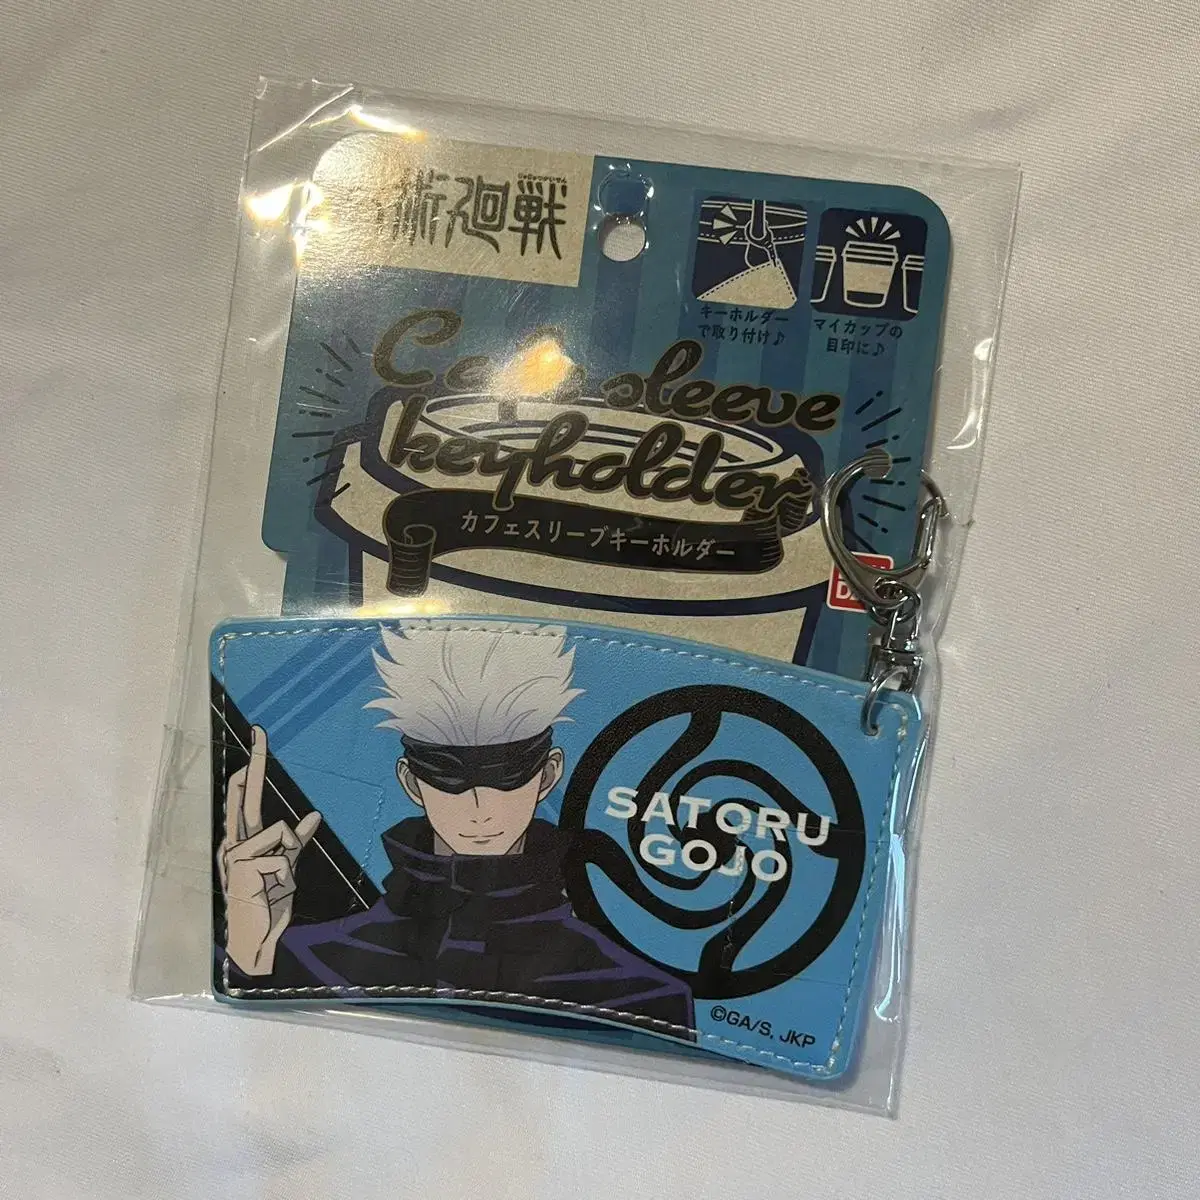 術廻戦
キーホルダー
で取り付け♪
マイカップの
目印に♪
Cafe sleeve
keyholder
カフェスリーブキーホルダー
SATORU
GOJO
©GA/S, JKP